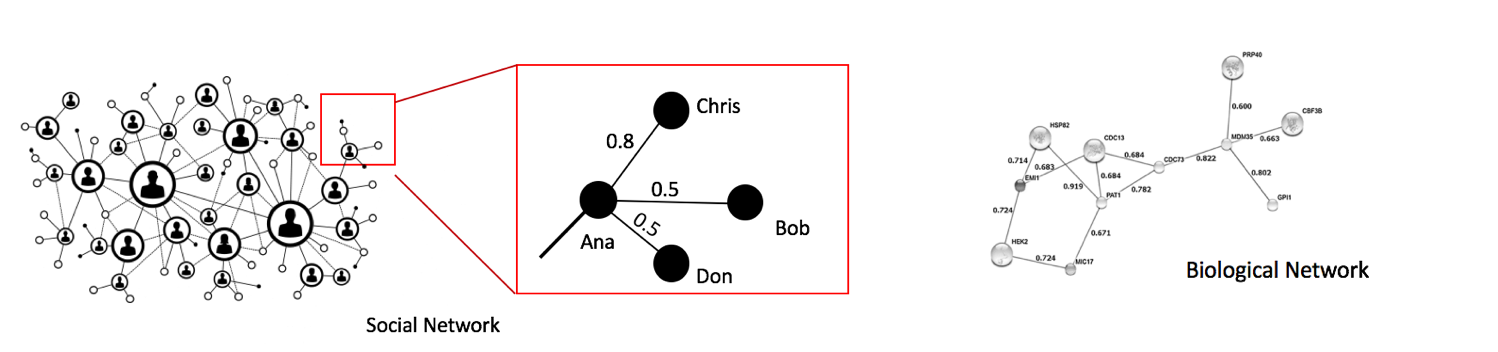 Chris
0.8
0.5
Bob
0.5
Ana
Don
Social Network
PRP40
0.600
CBF3B
0.663
MDM35
HSP82
CDC13
0.684
CDC73
0.822
0.714
0.683
0.684
0.802
EMI1
0.919
0.782
PAT1
GPI1
0.724
0.671
HEK2
0.724
MIC17
Biological Network